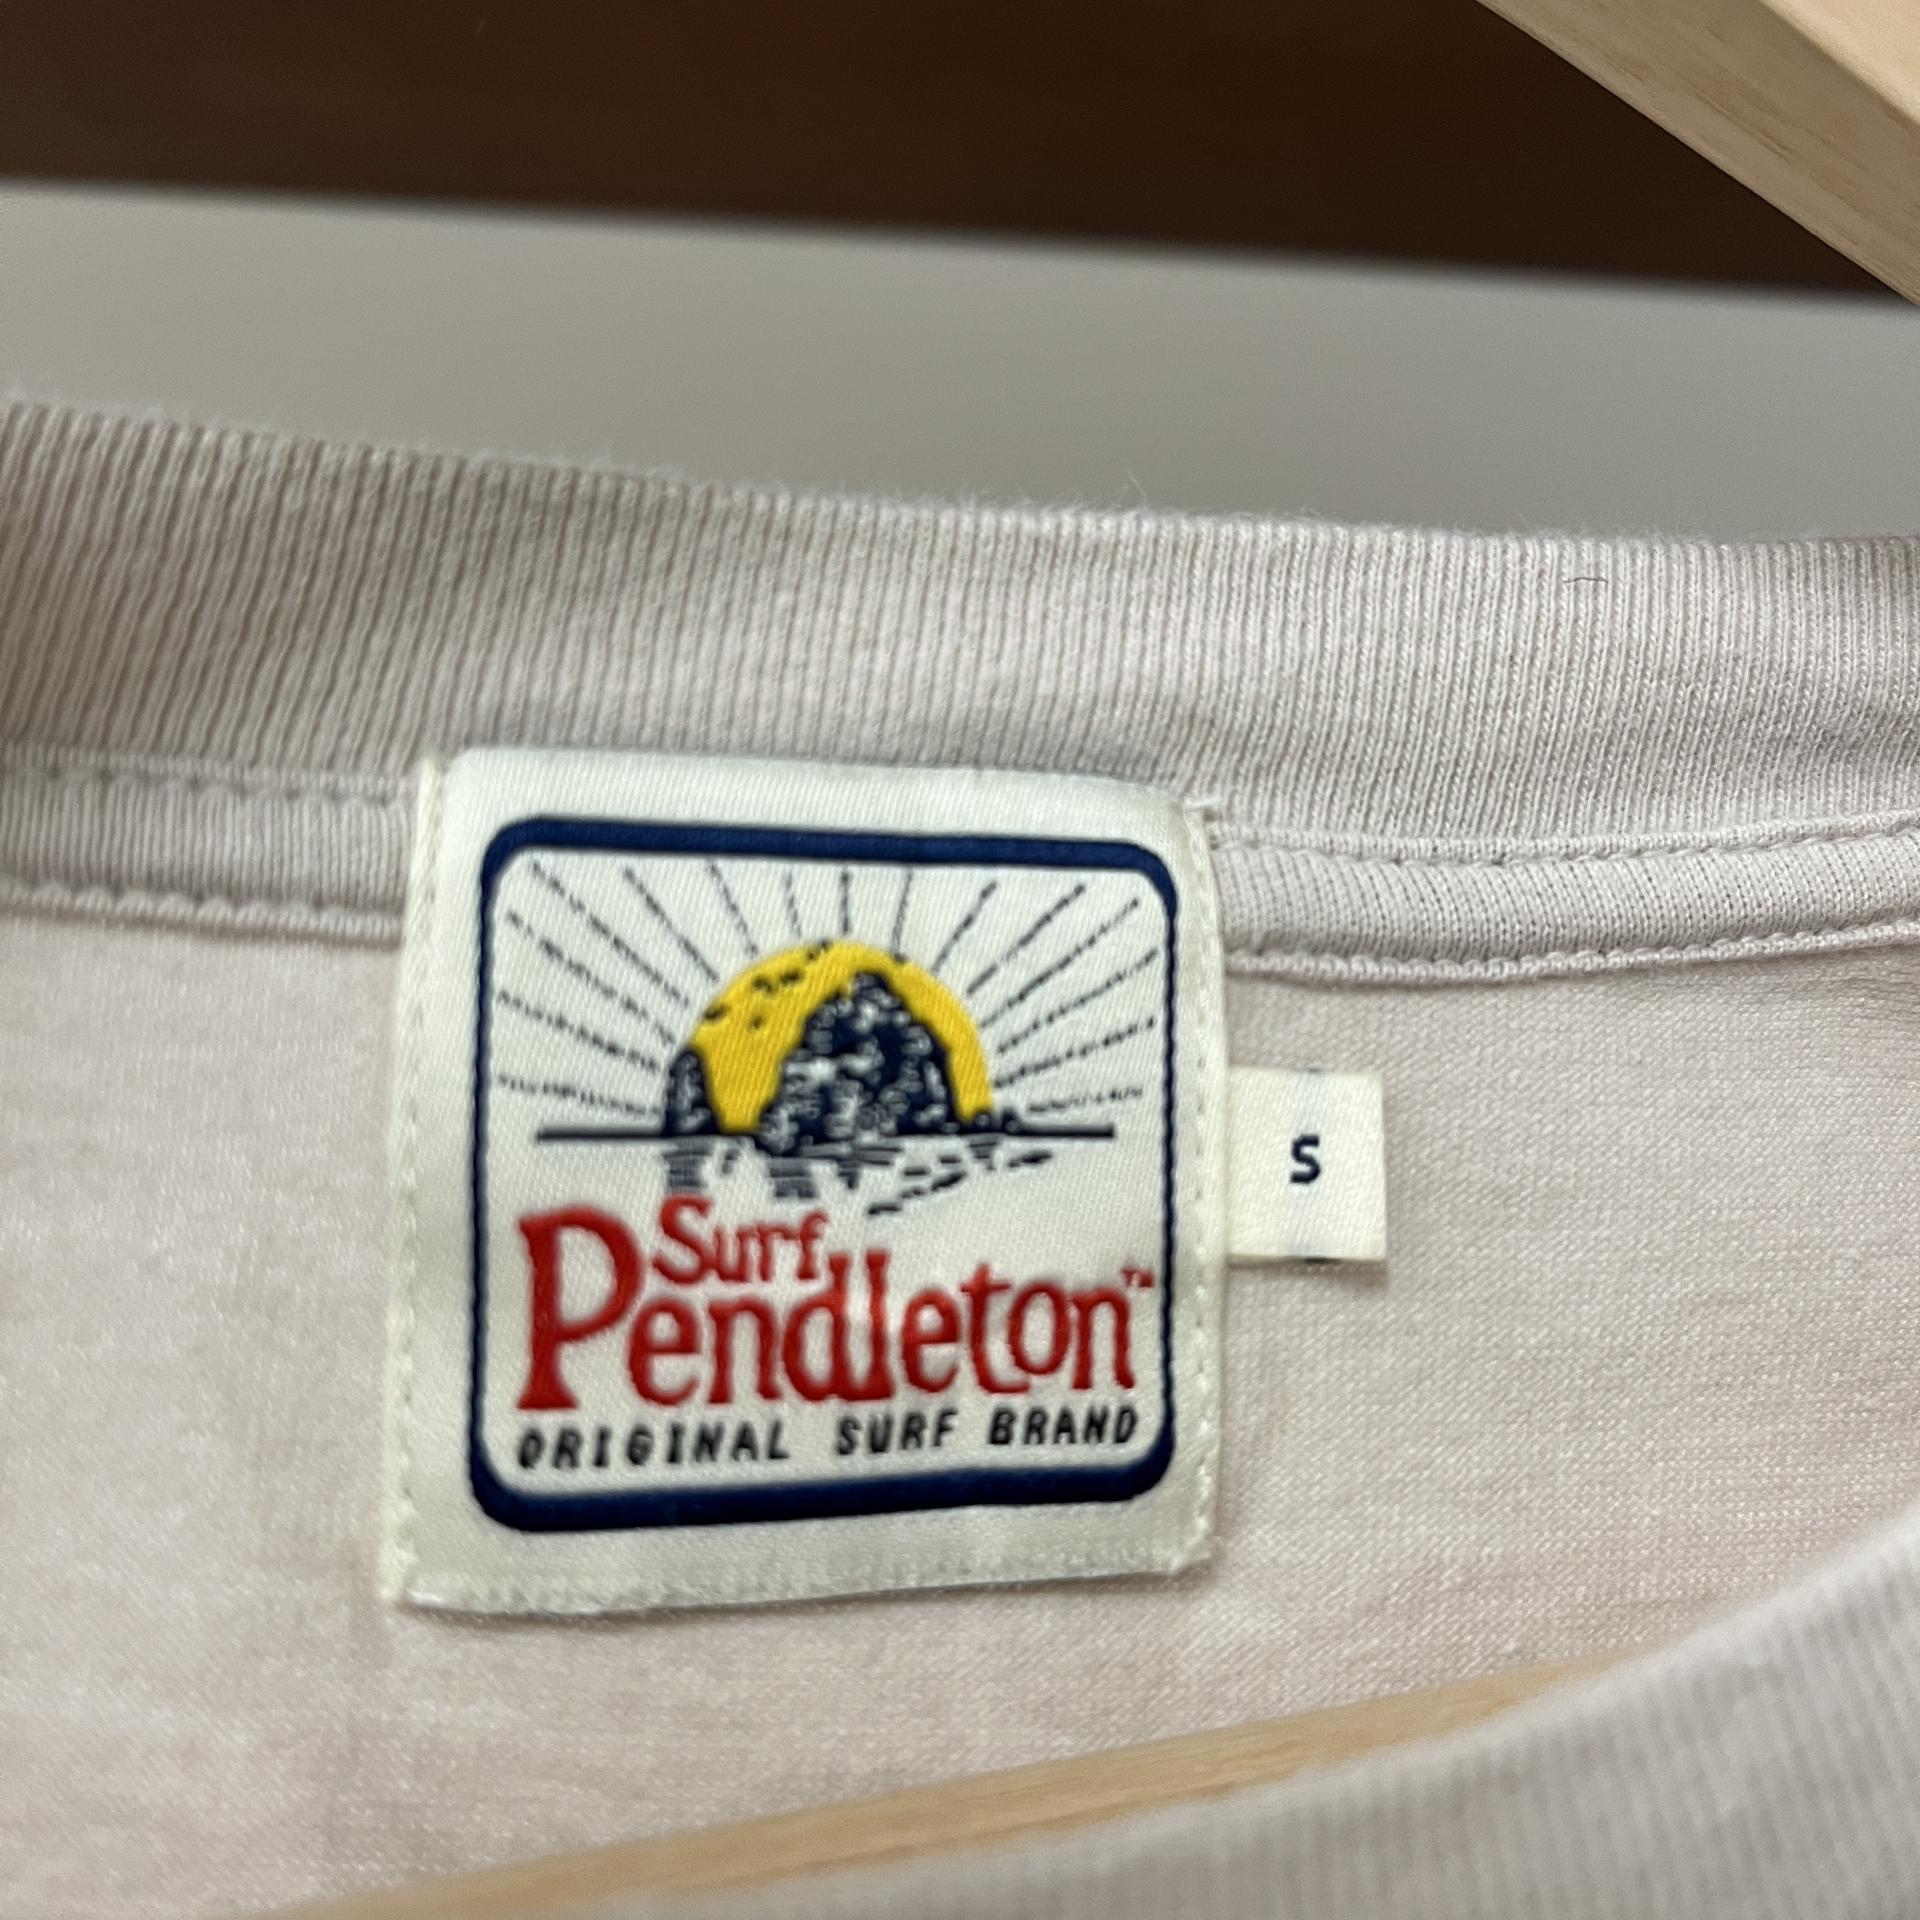 Surf
Pendleton™
ORIGINAL SURF BRAND
S